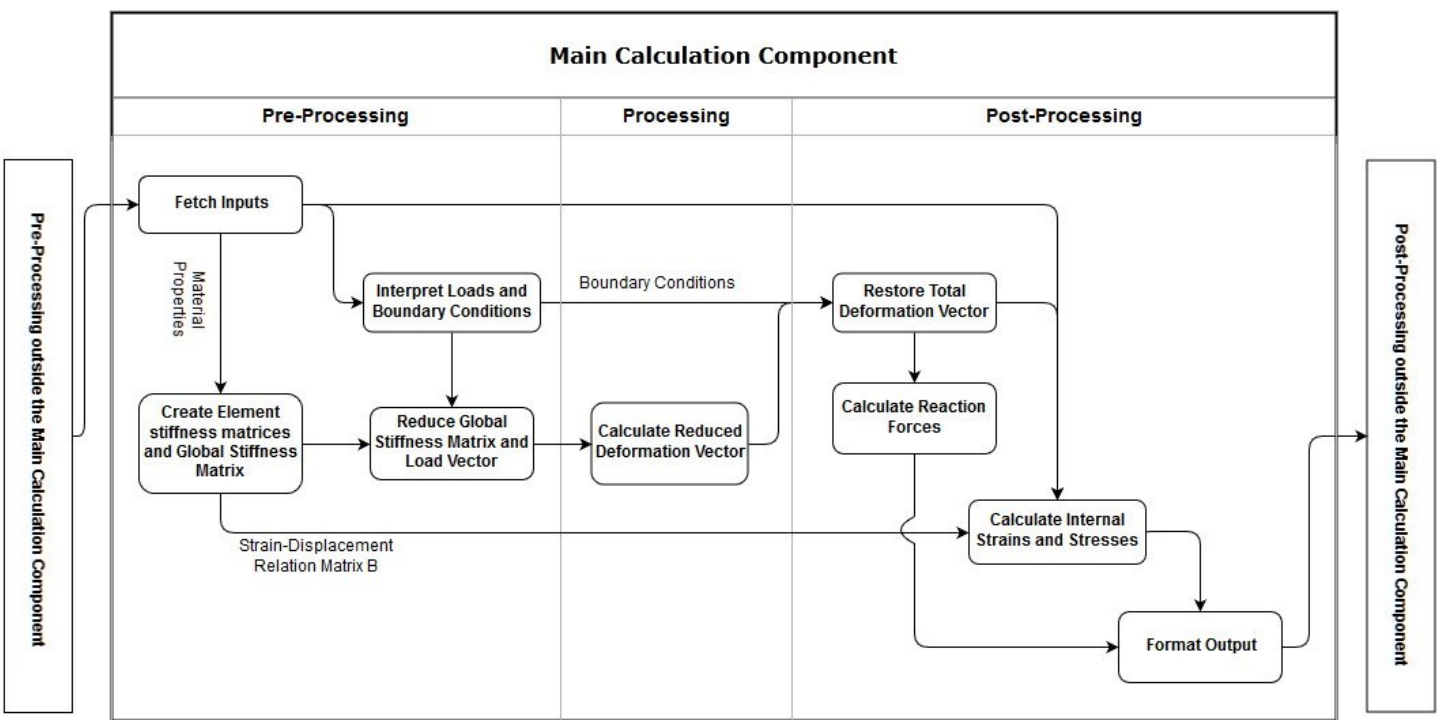 Main Calculation Component
Pre-Processing
Processing
Post-Processing
Pre-Processing outside the Main Calculation Component
Fetch Inputs
Material
Properties
Interpret Loads and
Boundary Conditions
Boundary Conditions
Restore Total
Deformation Vector
Create Element
stiffness matrices
and Global Stiffness
Matrix
Reduce Global
Stiffness Matrix and
Load Vector
Calculate Reduced
Deformation Vector
Calculate Reaction
Forces
Strain-Displacement
Relation Matrix B
Calculate Internal
Strains and Stresses
Format Output
Post-Processing outside the Main Calculation Component